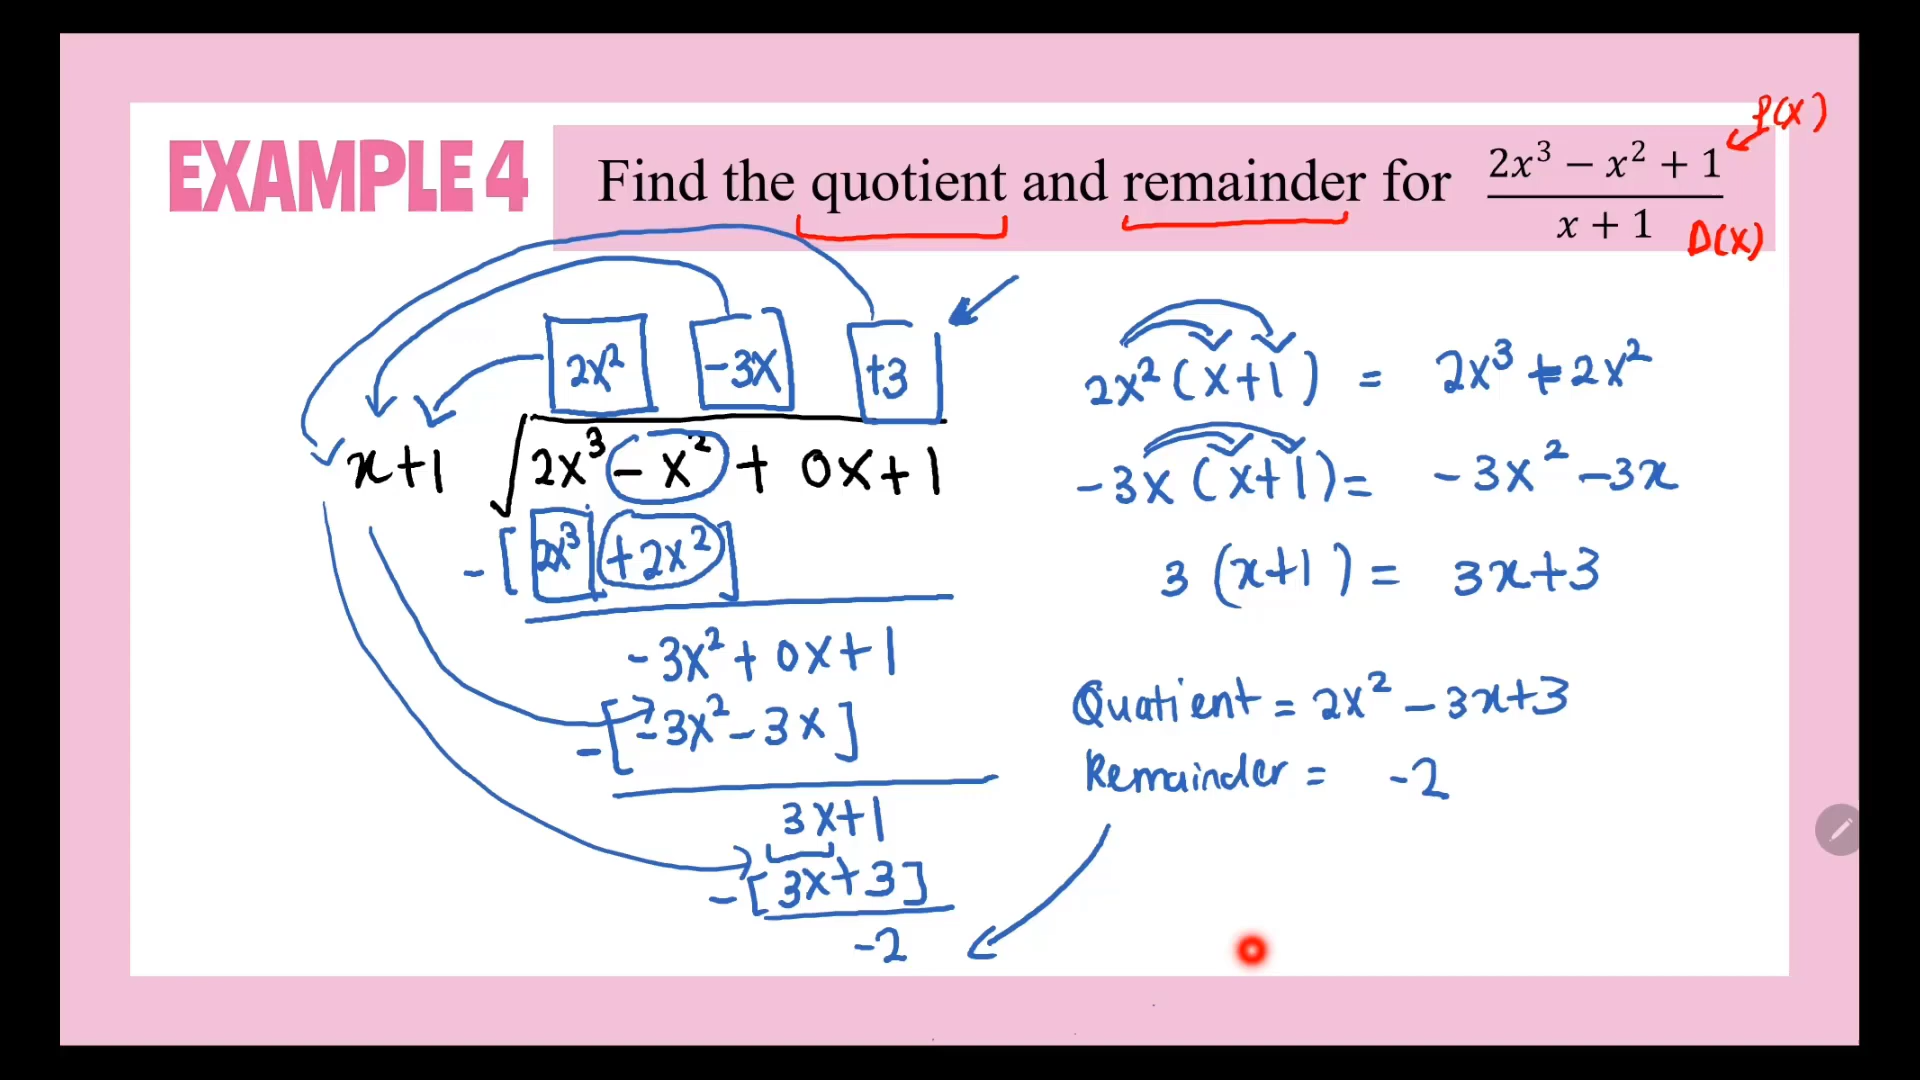 P(x)
EXAMPLE 4 Find the quotient and remainder for (2x³ − x² + 1)/(x + 1)
D(x)
2x² -3x +3
x+1 √ 2x³ - x² + 0x + 1
- [2x³ +2x²]
-3x² + 0x + 1
-[-3x² - 3x]
3x+1
-[3x+3]
-2
2x²(x+1) = 2x³ + 2x²
-3x(x+1) = -3x² - 3x
3(x+1) = 3x+3
Quatient = 2x² - 3x+3
Remainder = -2